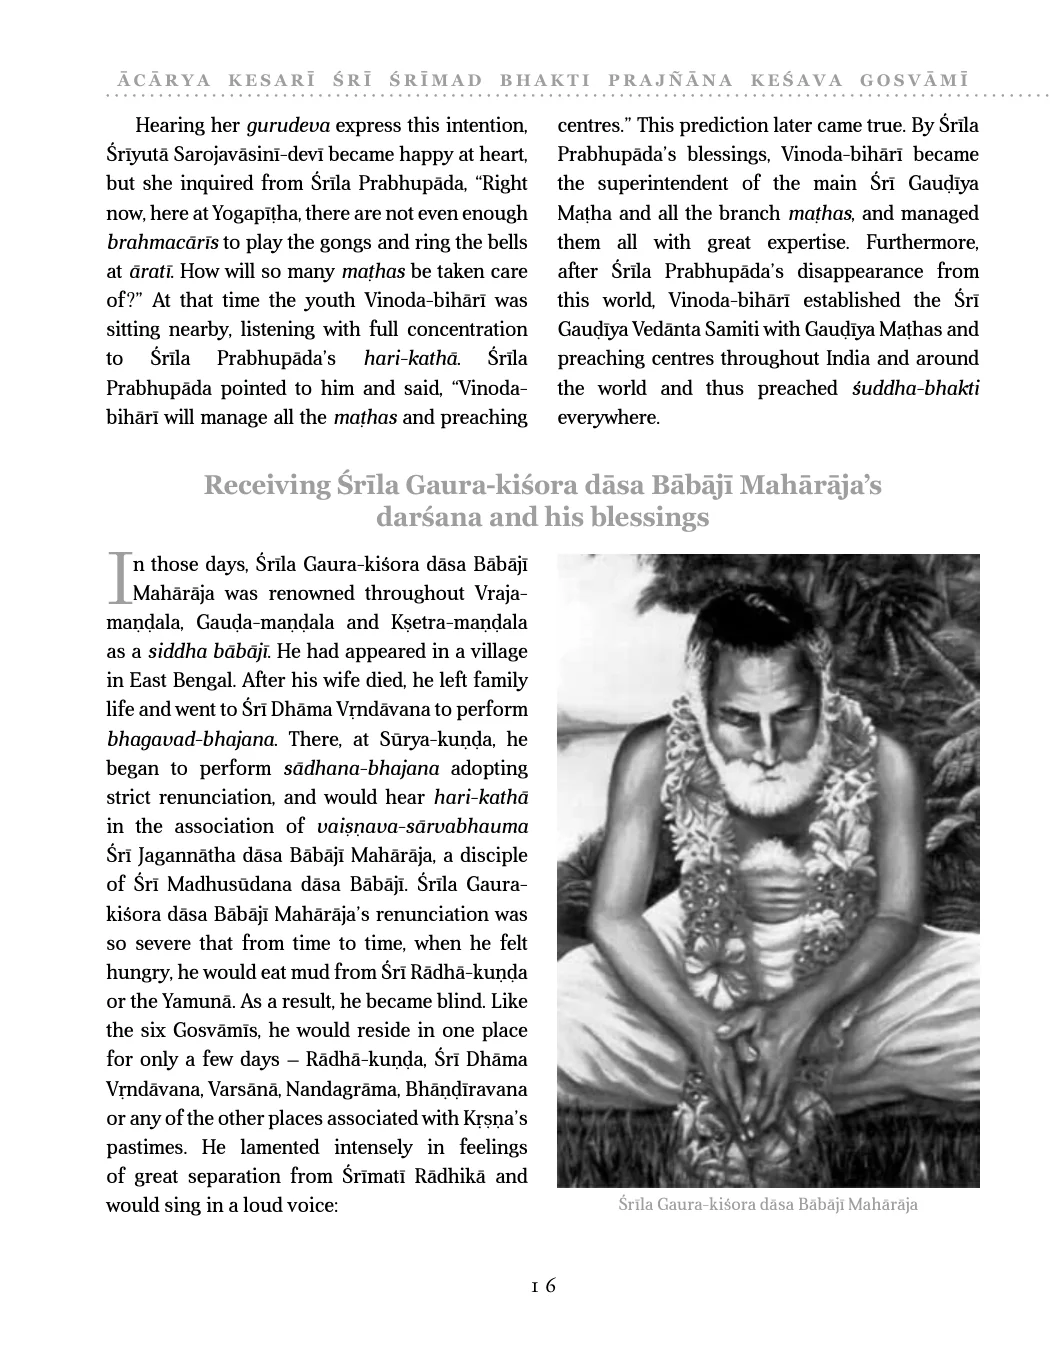 ĀCĀRYA KESARĪ ŚRĪ ŚRĪMAD BHAKTI PRAJÑĀNA KEŚAVA GOSVĀMĪ
Hearing her gurudeva express this intention,
Śrīyutā Sarojavāsinī-devī became happy at heart,
but she inquired from Śrīla Prabhupāda, “Right
now, here at Yogapīṭha, there are not even enough
brahmacārīs to play the gongs and ring the bells
at āratī. How will so many maṭhas be taken care
of?” At that time the youth Vinoda-bihārī was
sitting nearby, listening with full concentration
to Śrīla Prabhupāda’s hari-kathā. Śrīla
Prabhupāda pointed to him and said, “Vinoda-
bihārī will manage all the maṭhas and preaching
centres.” This prediction later came true. By Śrīla
Prabhupāda’s blessings, Vinoda-bihārī became
the superintendent of the main Śrī Gauḍīya
Maṭha and all the branch maṭhas, and managed
them all with great expertise. Furthermore,
after Śrīla Prabhupāda’s disappearance from
this world, Vinoda-bihārī established the Śrī
Gauḍīya Vedānta Samiti with Gauḍīya Maṭhas and
preaching centres throughout India and around
the world and thus preached śuddha-bhakti
everywhere.
Receiving Śrīla Gaura-kiśora dāsa Bābājī Mahārāja’s
darśana and his blessings
In those days, Śrīla Gaura-kiśora dāsa Bābājī
Mahārāja was renowned throughout Vraja-
maṇḍala, Gauḍa-maṇḍala and Kṣetra-maṇḍala
as a siddha bābājī. He had appeared in a village
in East Bengal. After his wife died, he left family
life and went to Śrī Dhāma Vṛndāvana to perform
bhagavad-bhajana. There, at Sūrya-kuṇḍa, he
began to perform sādhana-bhajana adopting
strict renunciation, and would hear hari-kathā
in the association of vaiṣṇava-sārvabhauma
Śrī Jagannātha dāsa Bābājī Mahārāja, a disciple
of Śrī Madhusūdana dāsa Bābājī. Śrīla Gaura-
kiśora dāsa Bābājī Mahārāja’s renunciation was
so severe that from time to time, when he felt
hungry, he would eat mud from Śrī Rādhā-kuṇḍa
or the Yamunā. As a result, he became blind. Like
the six Gosvāmīs, he would reside in one place
for only a few days – Rādhā-kuṇḍa, Śrī Dhāma
Vṛndāvana, Varsānā, Nandagrāma, Bhāṇḍīravana
or any of the other places associated with Kṛṣṇa’s
pastimes. He lamented intensely in feelings
of great separation from Śrīmatī Rādhikā and
would sing in a loud voice:
Śrīla Gaura-kiśora dāsa Bābājī Mahārāja
16